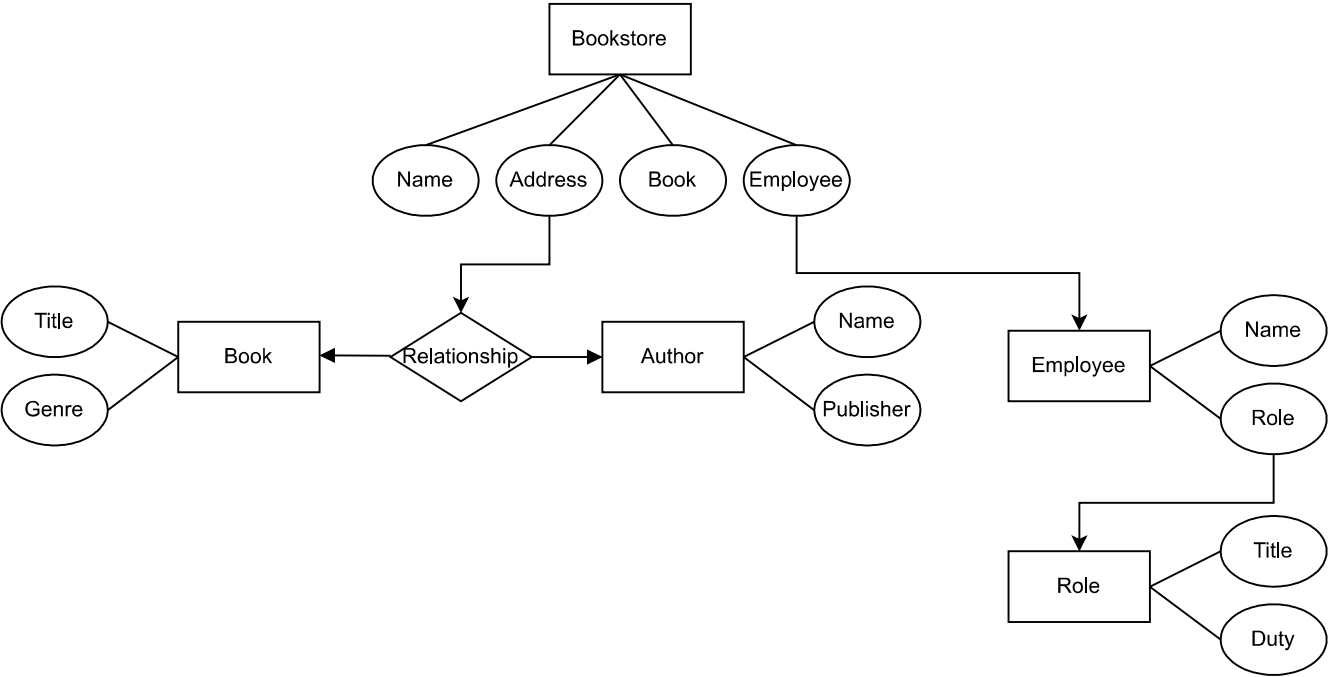 Bookstore
Name
Address
Book
Employee
Title
Genre
Book
Relationship
Author
Name
Publisher
Employee
Name
Role
Role
Title
Duty